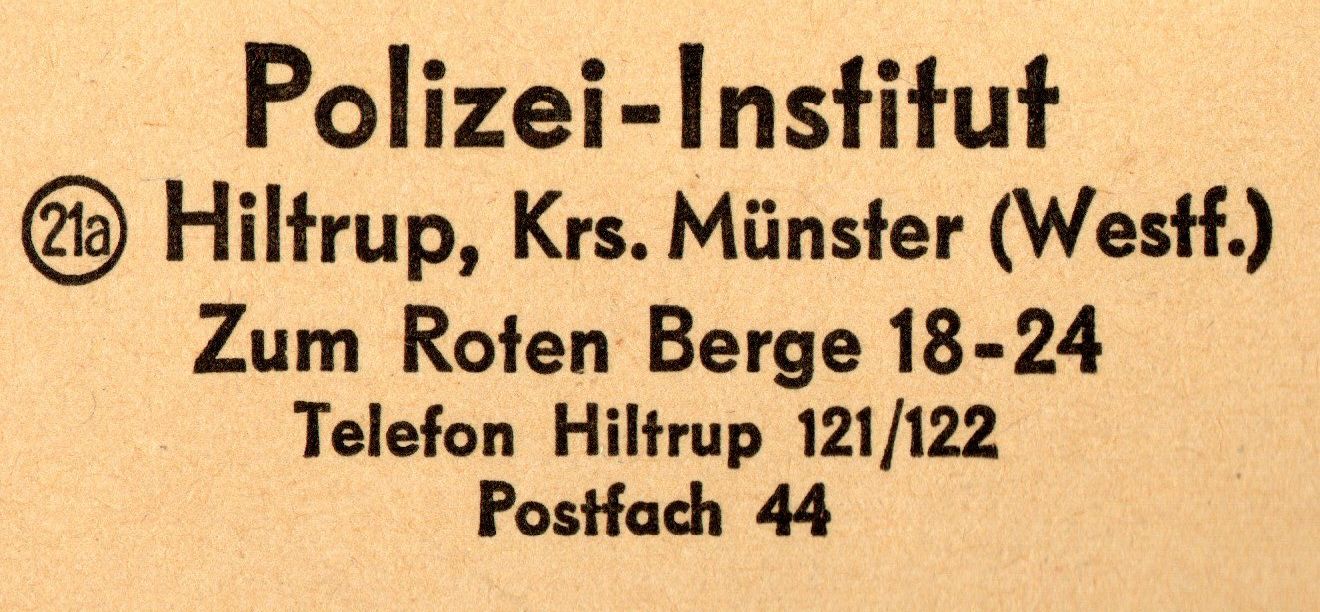 Polizei-Institut
21a Hiltrup, Krs. Münster (Westf.)
Zum Roten Berge 18-24
Telefon Hiltrup 121/122
Postfach 44